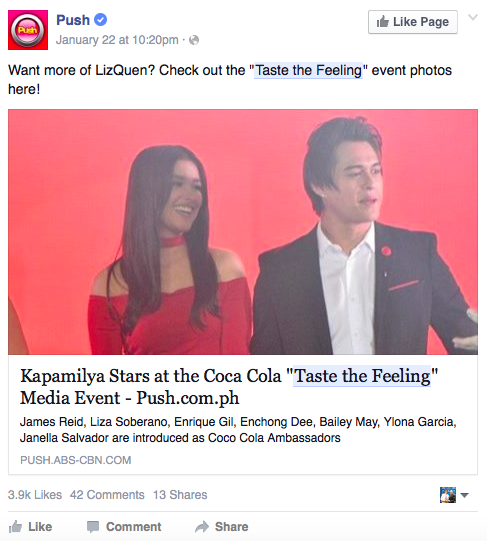 Push
Push
Like Page
January 22 at 10:20pm ·
Want more of LizQuen? Check out the "Taste the Feeling" event photos
here!
Kapamilya Stars at the Coca Cola "Taste the Feeling"
Media Event - Push.com.ph
James Reid, Liza Soberano, Enrique Gil, Enchong Dee, Bailey May, Ylona Garcia,
Janella Salvador are introduced as Coco Cola Ambassadors
PUSH.ABS-CBN.COM
3.9k Likes 42 Comments 13 Shares
Like Comment Share